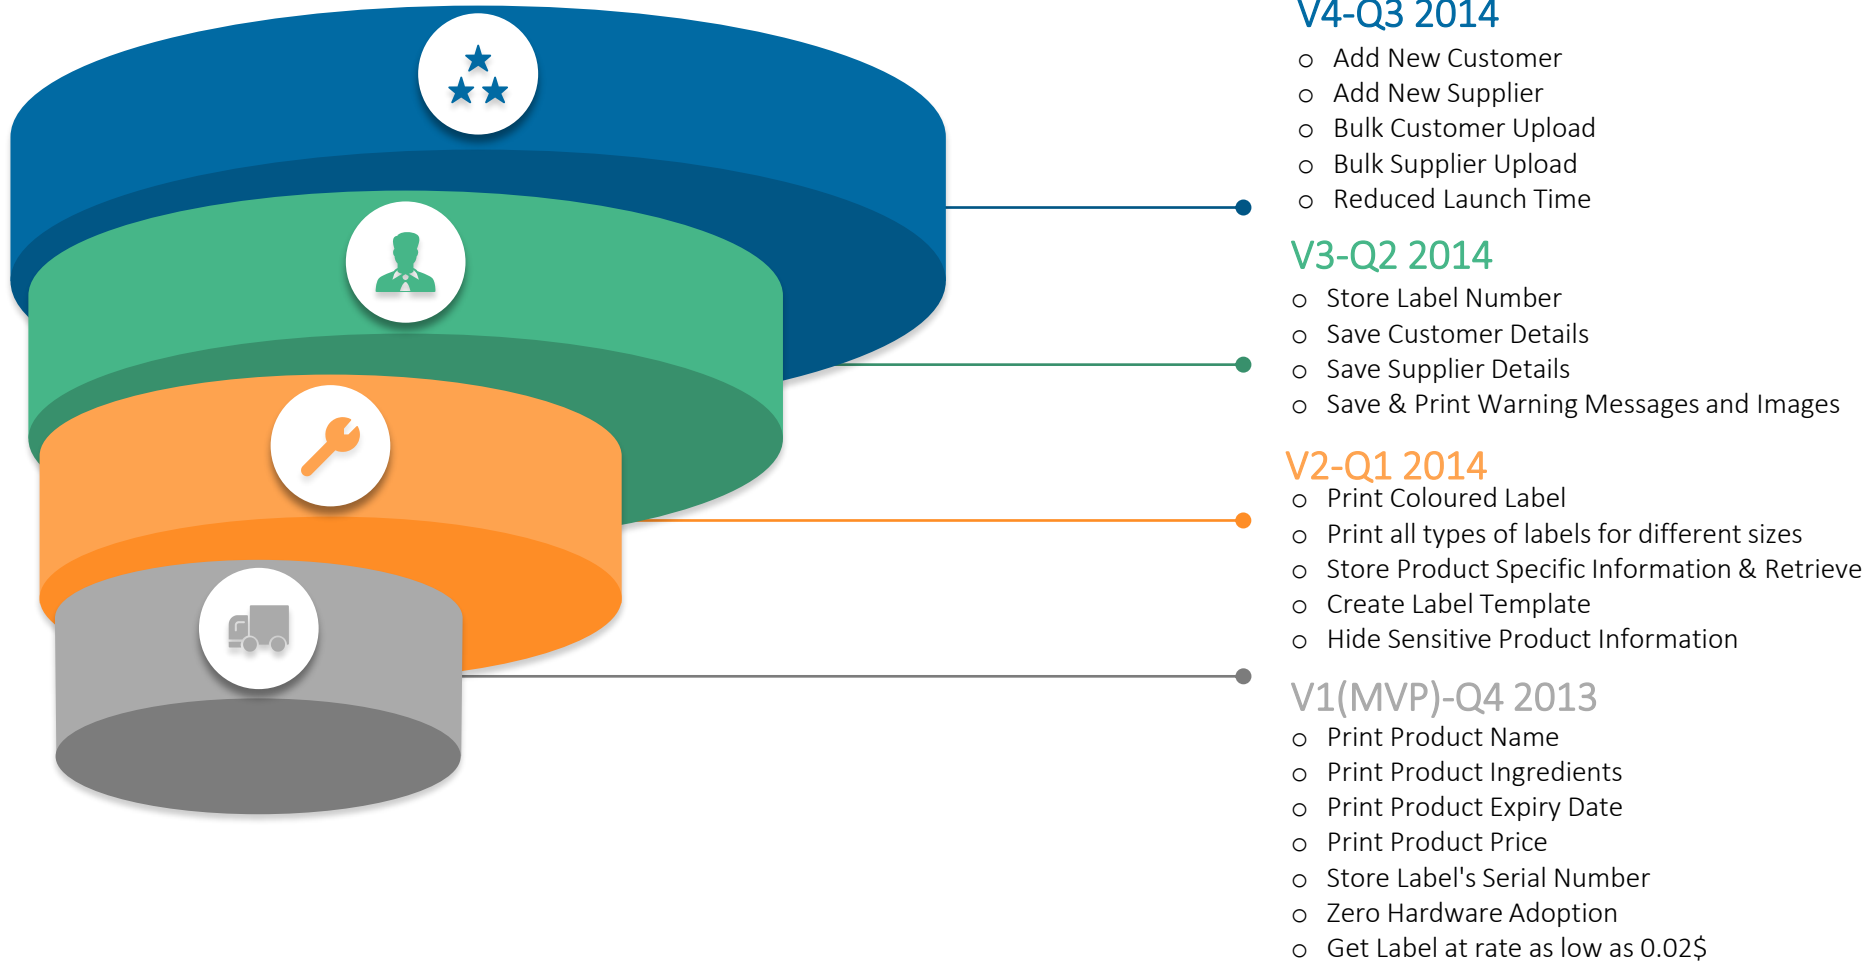 V4-Q3 2014
o Add New Customer
o Add New Supplier
o Bulk Customer Upload
o Bulk Supplier Upload
o Reduced Launch Time
V3-Q2 2014
o Store Label Number
o Save Customer Details
o Save Supplier Details
o Save & Print Warning Messages and Images
V2-Q1 2014
o Print Coloured Label
o Print all types of labels for different sizes
o Store Product Specific Information & Retrieve
o Create Label Template
o Hide Sensitive Product Information
V1(MVP)-Q4 2013
o Print Product Name
o Print Product Ingredients
o Print Product Expiry Date
o Print Product Price
o Store Label's Serial Number
o Zero Hardware Adoption
o Get Label at rate as low as 0.02$